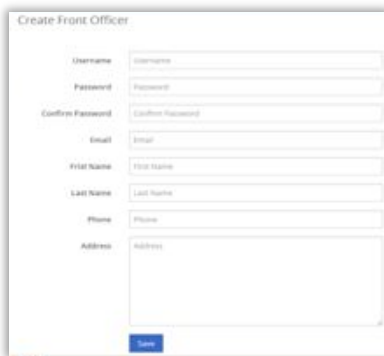 Create Front Officer
Username Username
Password Password
Confirm Password Confirm Password
Email Email
Frist Name First Name
Last Name Last Name
Phone Phone
Address Address
Save